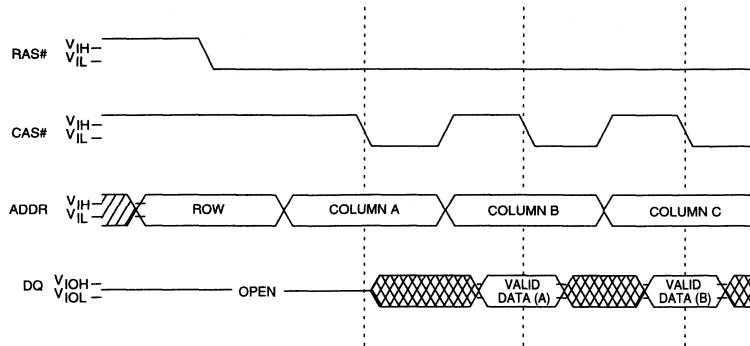 RAS# VIH
VIL
CAS# VIH
VIL
ADDR VIH
VIL
ROW COLUMN A COLUMN B COLUMN C
DQ VIOH
VIOL
OPEN VALID DATA (A) VALID DATA (B)